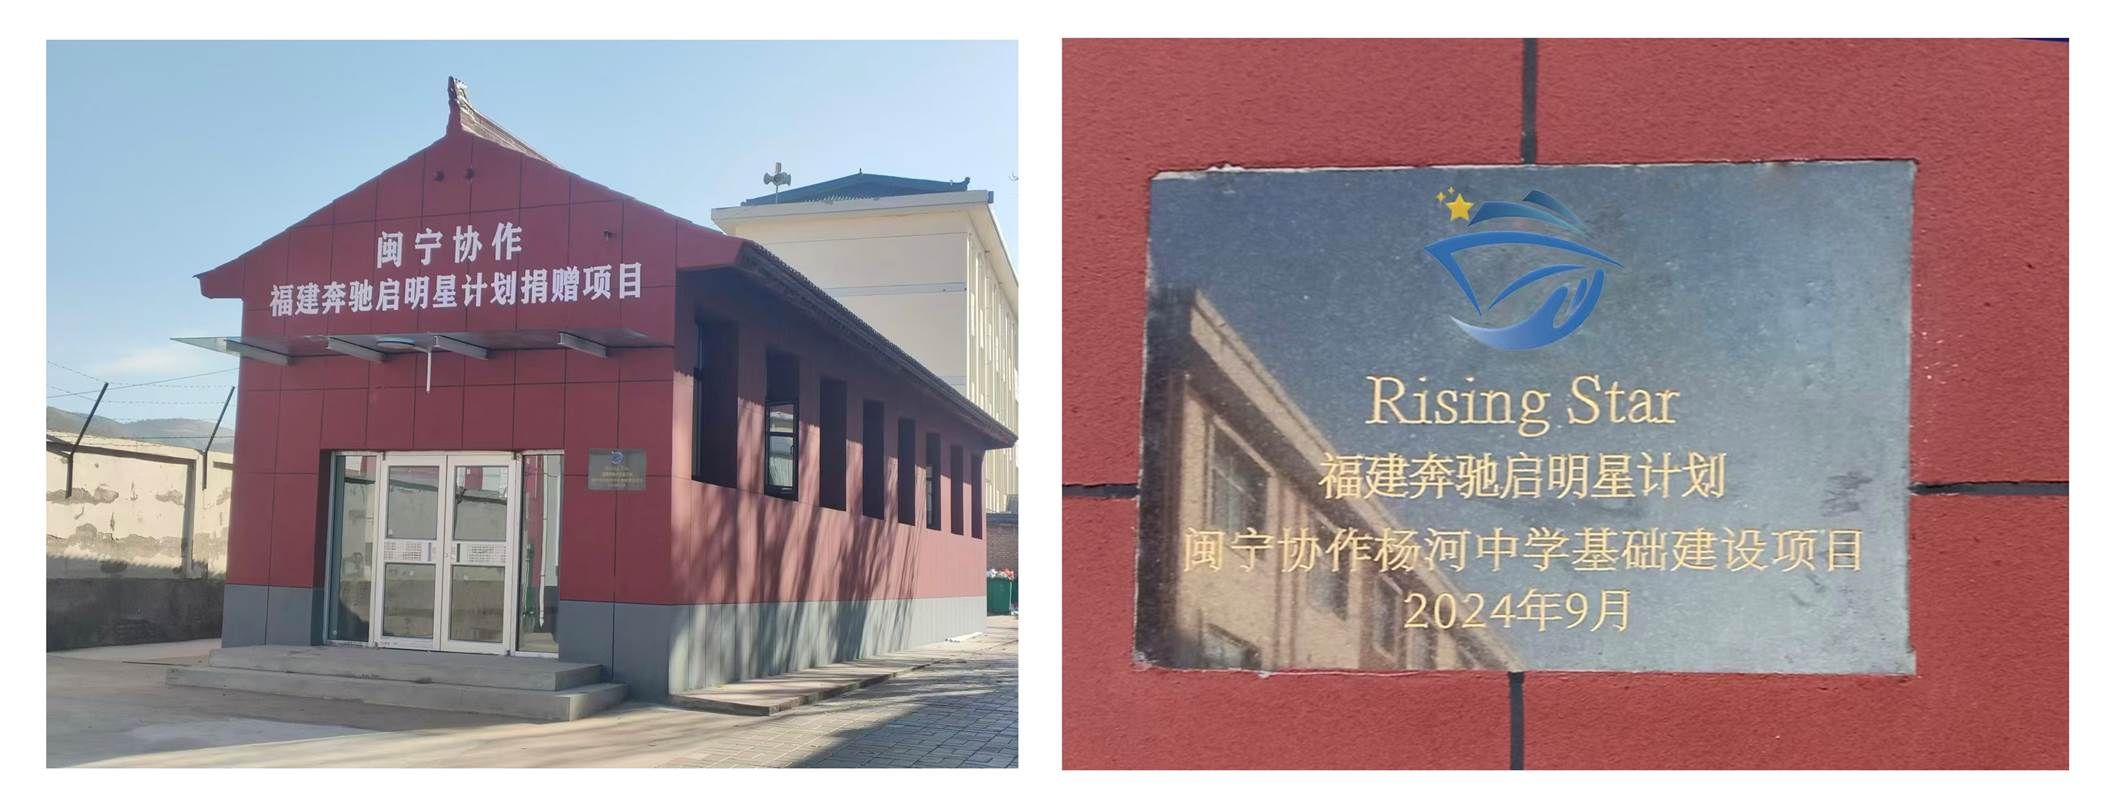 闽宁协作
福建奔驰启明星计划捐赠项目
Rising Star
福建奔驰启明星计划
闽宁协作杨河中学基础建设项目
2024年9月